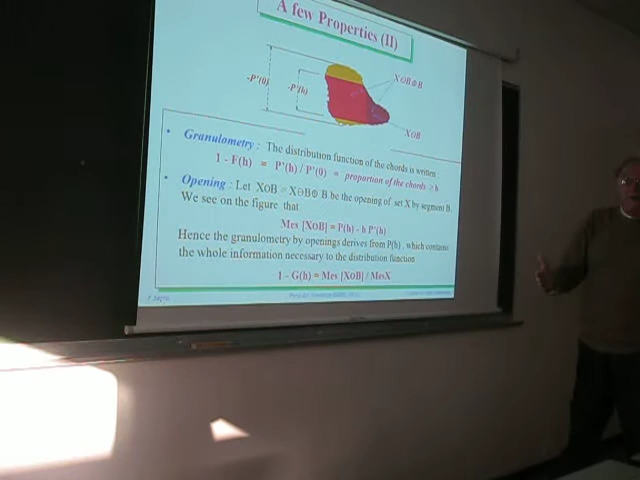 A few Properties (II)
-P'(0)
-P'(h)
X⊖B⊕B
X⊖B
• Granulometry : The distribution function of the chords is written
1 - F(h) = P'(h) / P'(0) = proportion of the chords ≥ h
• Opening : Let XOB = X⊖B⊕ B be the opening of set X by segment B.
We see on the figure that
Mes [XOB] = P(h) - h P'(h)
Hence the granulometry by openings derives from P(h) , which contains
the whole information necessary to the distribution function
1 - G(h) = Mes [XOB] / MesX